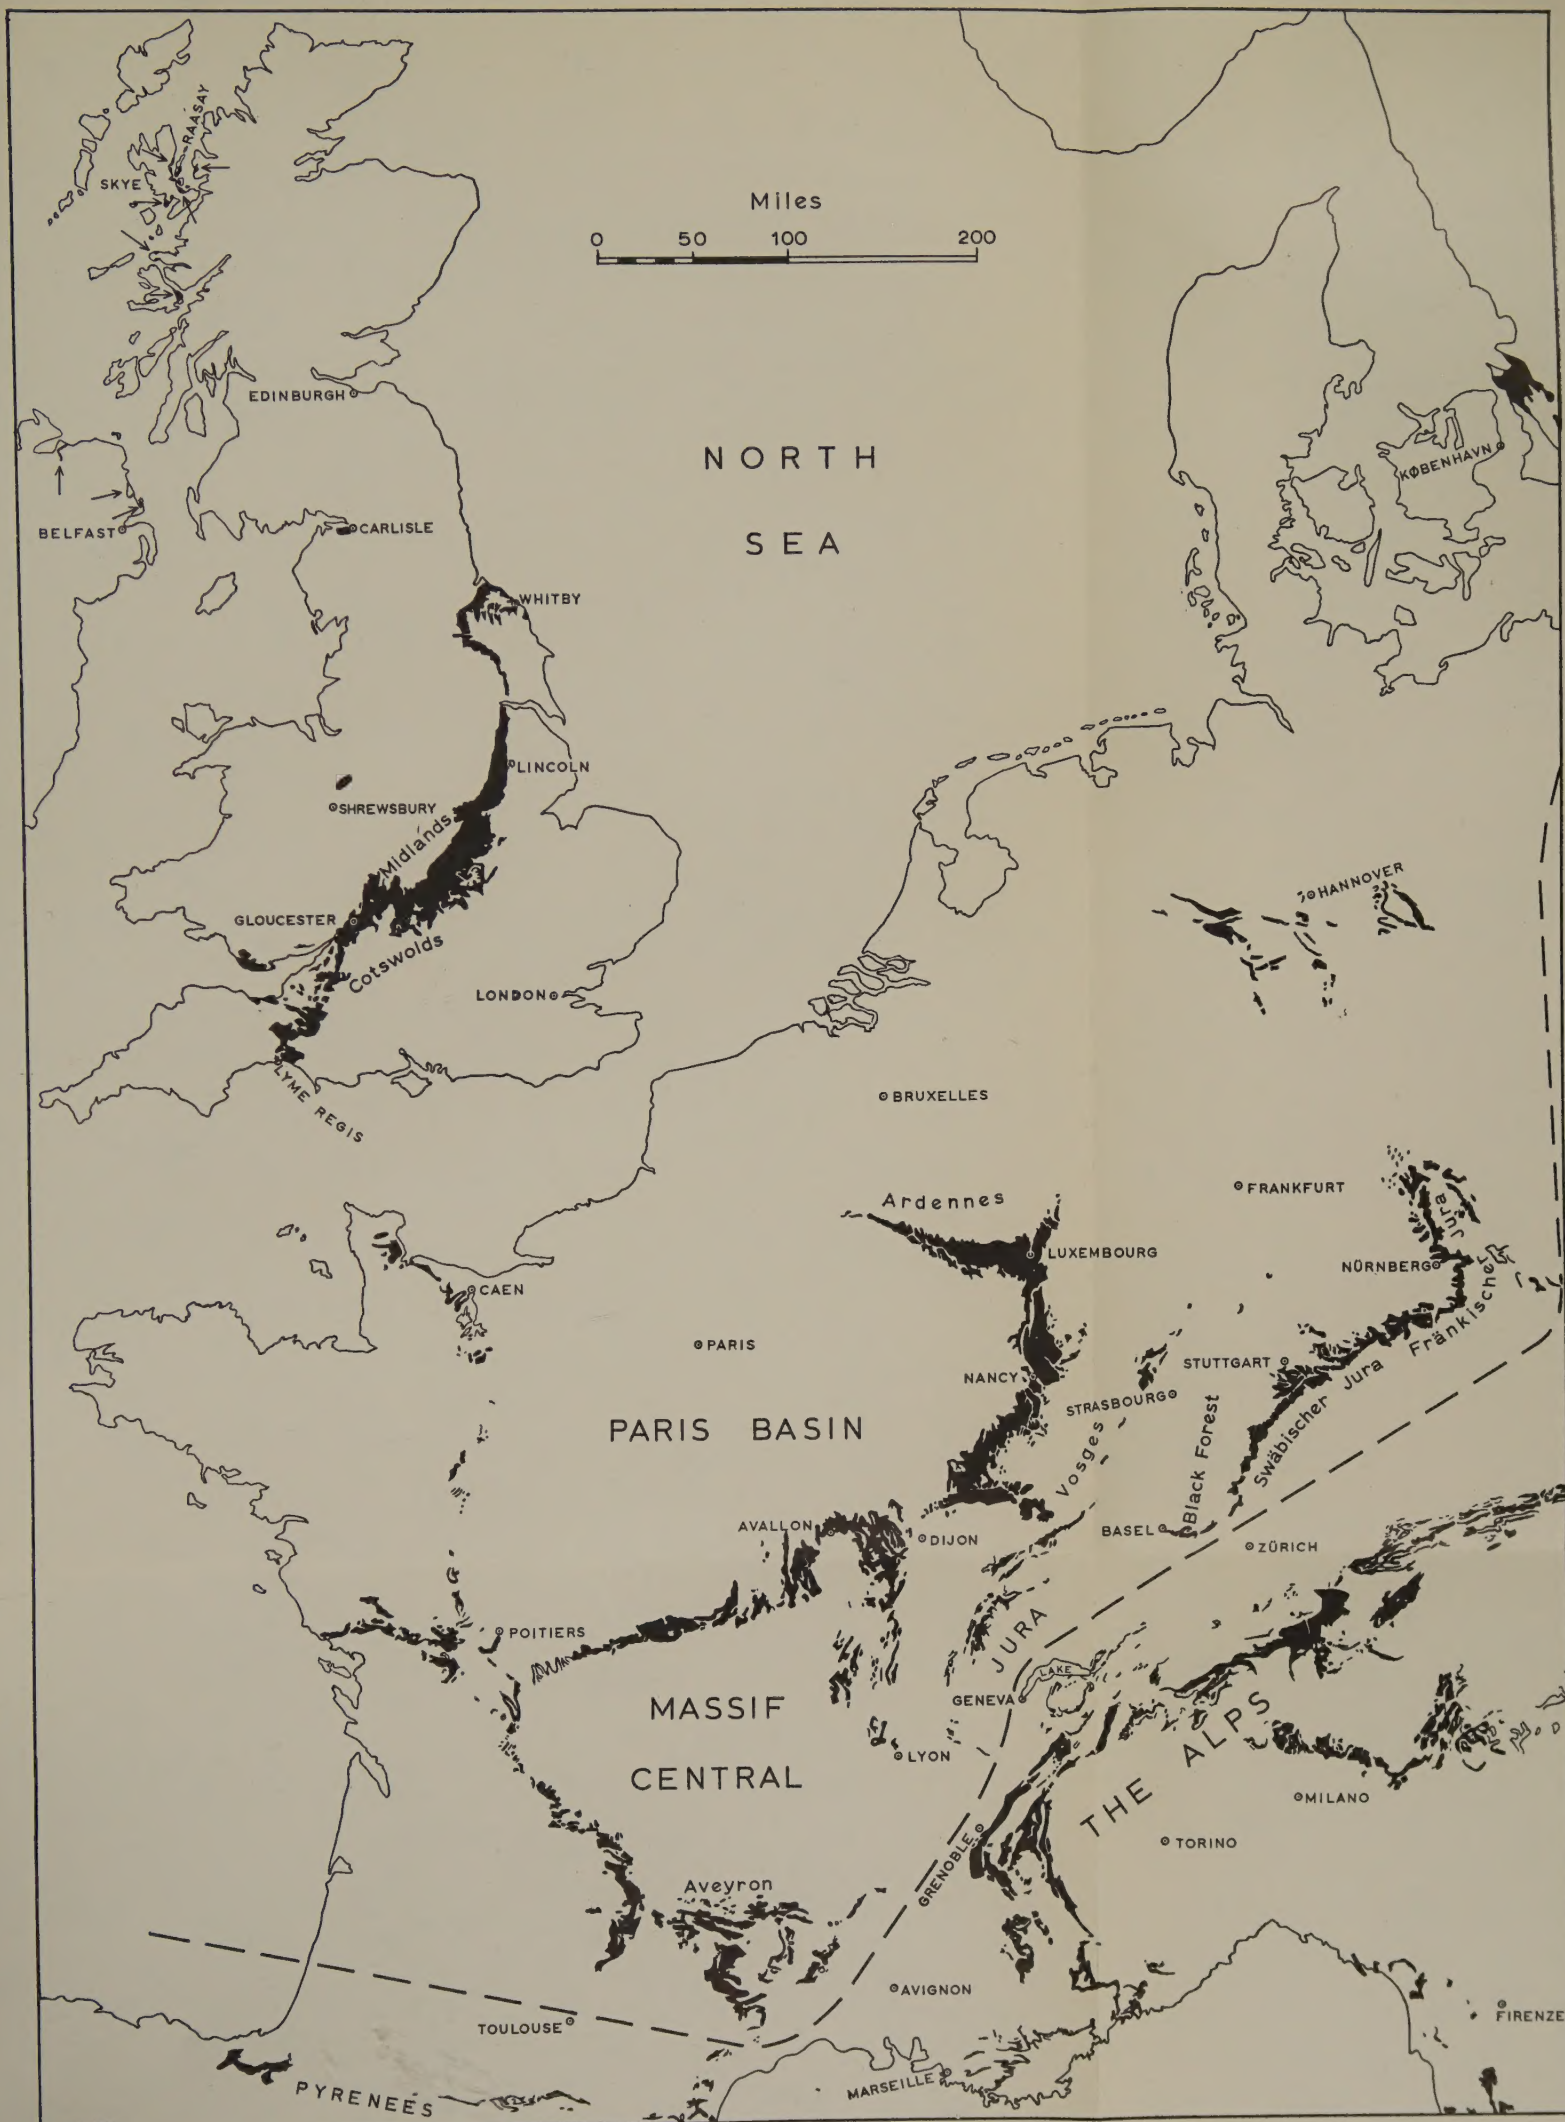 RAASAY
SKYE
Miles
0 50 100 200
EDINBURGH
NORTH
SEA
KØBENHAVN
BELFAST
CARLISLE
WHITBY
LINCOLN
SHREWSBURY
Midlands
HANNOVER
GLOUCESTER
Cotswolds
LONDON
LYME REGIS
BRUXELLES
FRANKFURT
Ardennes
LUXEMBOURG
Fränkischer Jura
NÜRNBERG
CAEN
PARIS
STUTTGART
NANCY
STRASBOURG
PARIS BASIN
Vosges
Black Forest
Swäbischer Jura
AVALLON
DIJON
BASEL
ZÜRICH
POITIERS
JURA
LAKE
GENEVA
MASSIF
CENTRAL
LYON
THE ALPS
MILANO
TORINO
GRENOBLE
Aveyron
AVIGNON
FIRENZE
TOULOUSE
MARSEILLE
PYRENEES